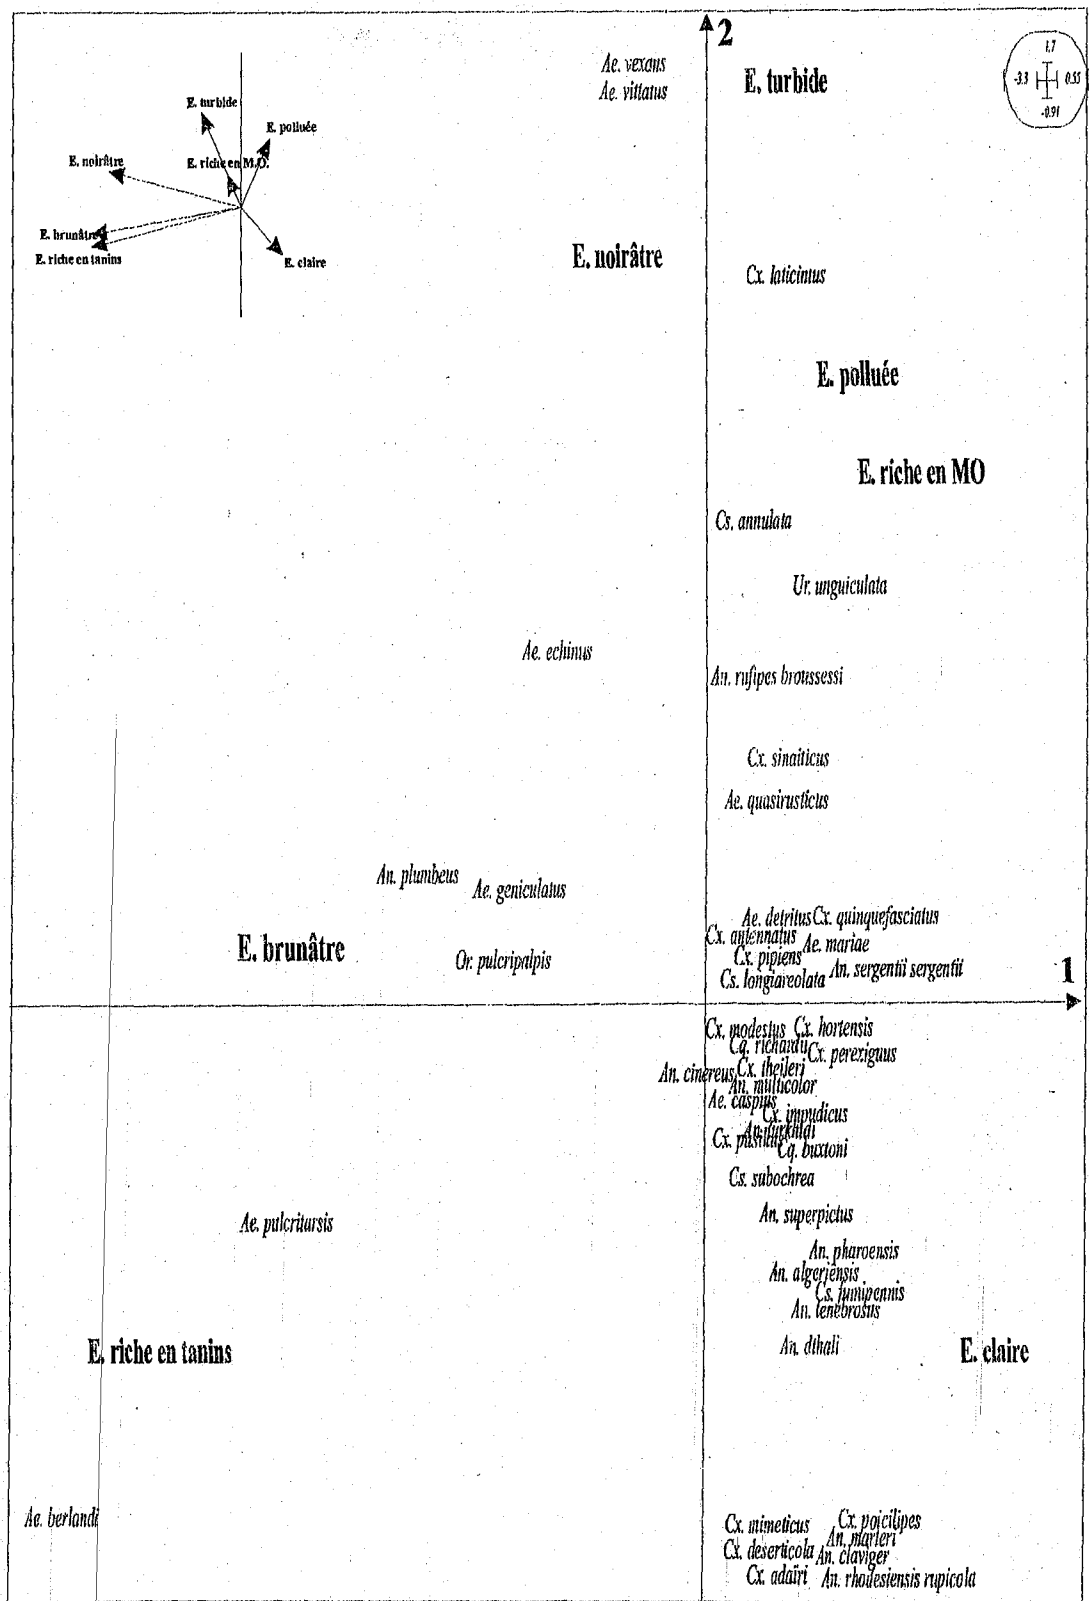 2
Ae. vexans
Ae. vittatus
E. turbide
1.7
-3.3
0.55
-0.91
E. turbide
E. polluée
E. noirâtre
E. riche en M.O.
E. brunâtre
E. riche en tanins
E. claire
E. noirâtre
Cx. laticinctus
E. polluée
E. riche en MO
Cs. annulata
Ur. unguiculata
Ae. echinus
An. rufipes broussessi
Cx. sinaiticus
Ae. quasirusticus
An. plumbeus
Ae. geniculatus
Ae. detritus Cx. quinquefasciatus
Cx. antennatus Ae. mariae
E. brunâtre
Or. pulcripalpis
Cx. pipiens
An. sergentii sergentii
Cs. longiareolata
1
Cx. modestus Cx. hortensis
Cq. richardii Cx. perexiguus
An. cinereus Cx. theileri
An. multicolor
Ae. caspius
Cx. impudicus
Cx. pusillus
Cq. buxtoni
Cs. subochrea
Ae. pulcritarsis
An. superpictus
An. pharoensis
An. algeriensis
Cs. fumipennis
An. tenebrosus
An. dthali
E. riche en tanins
E. claire
Ae. berlandi
Cx. mimeticus
Cx. poicilipes
An. marteri
Cx. deserticola An. claviger
Cx. adairi
An. rhodesiensis rupicola